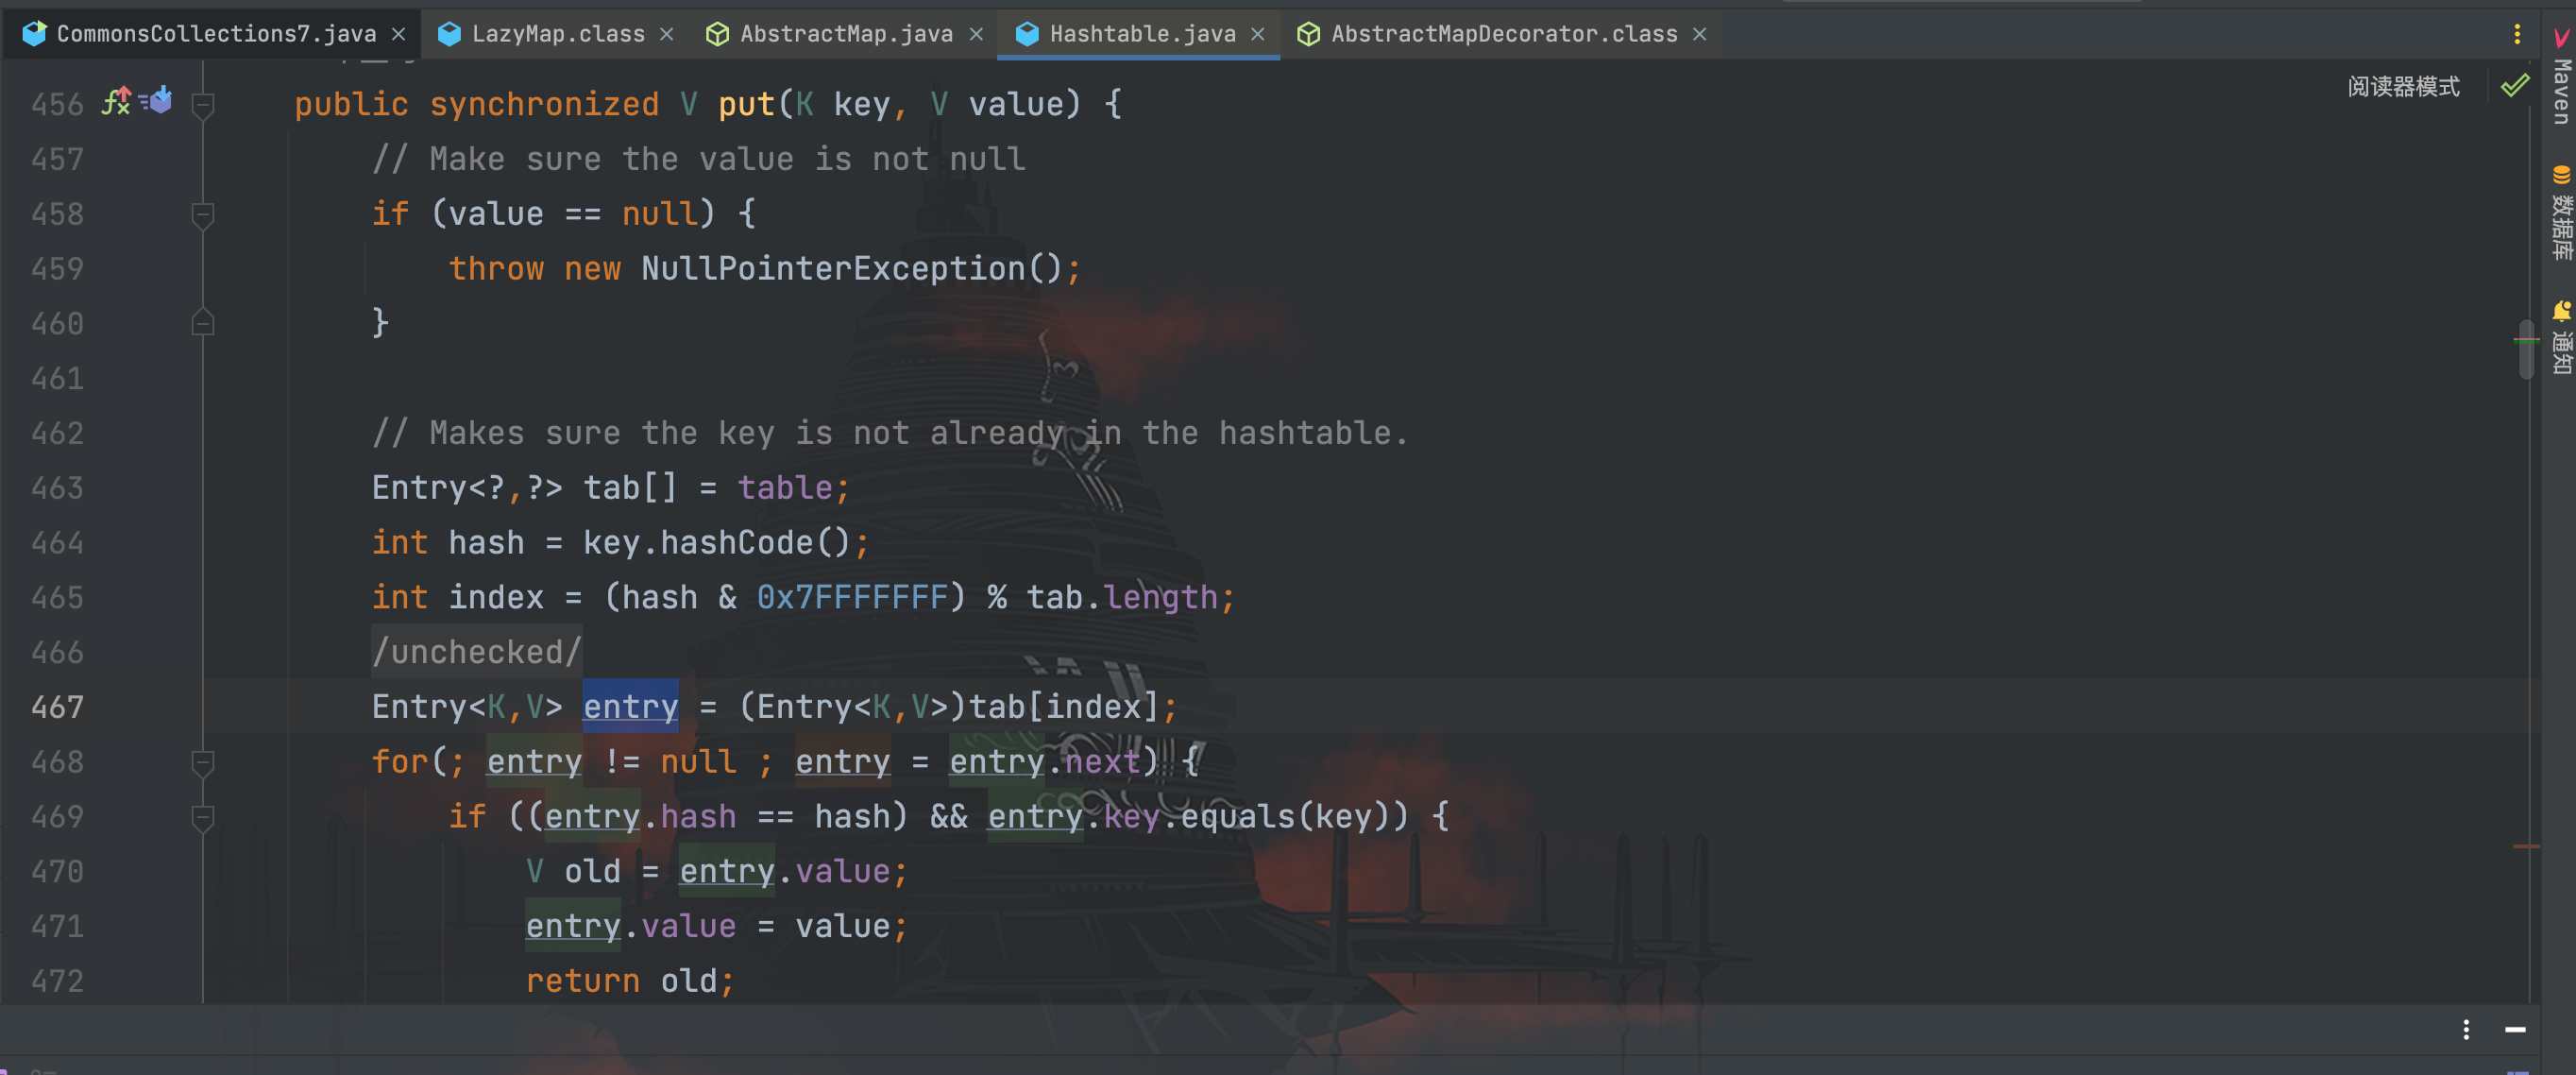 CommonsCollections7.java LazyMap.class AbstractMap.java Hashtable.java AbstractMapDecorator.class
阅读器模式
456 public synchronized V put(K key, V value) {
457 // Make sure the value is not null
458 if (value == null) {
459 throw new NullPointerException();
460 }
461
462 // Makes sure the key is not already in the hashtable.
463 Entry<?,?> tab[] = table;
464 int hash = key.hashCode();
465 int index = (hash & 0x7FFFFFFF) % tab.length;
466 /unchecked/
467 Entry<K,V> entry = (Entry<K,V>)tab[index];
468 for(; entry != null ; entry = entry.next) {
469 if ((entry.hash == hash) && entry.key.equals(key)) {
470 V old = entry.value;
471 entry.value = value;
472 return old;
Maven
数据库
通知